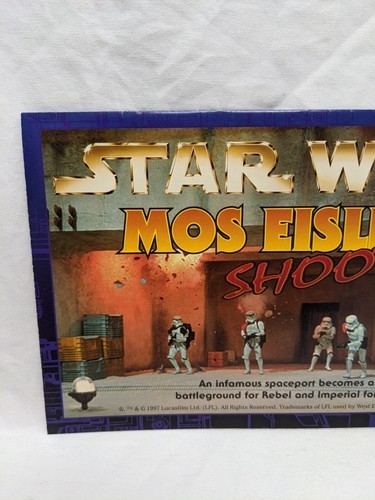 STAR W
MOS EISL
SHOO
An infamous spaceport becomes a
battleground for Rebel and Imperial for
®, ™ & © 1997 Lucasfilm Ltd. (LFL). All Rights Reserved. Trademarks of LFL used by West E